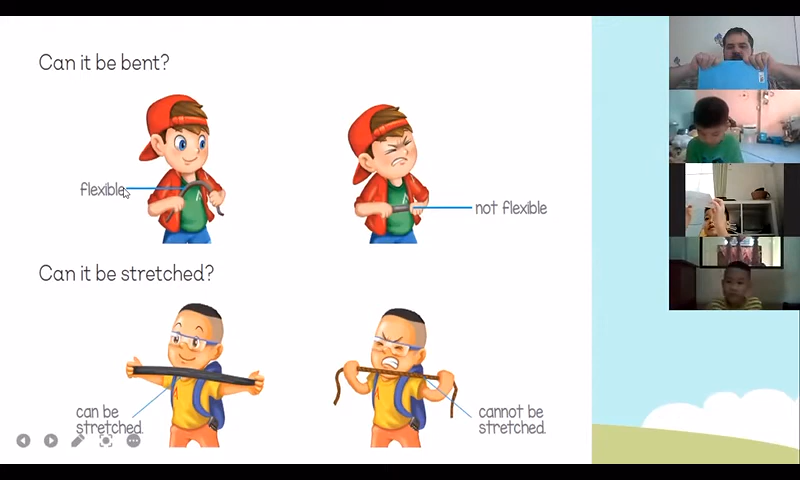 Can it be bent?
flexible
not flexible
Can it be stretched?
can be
stretched.
cannot be
stretched.